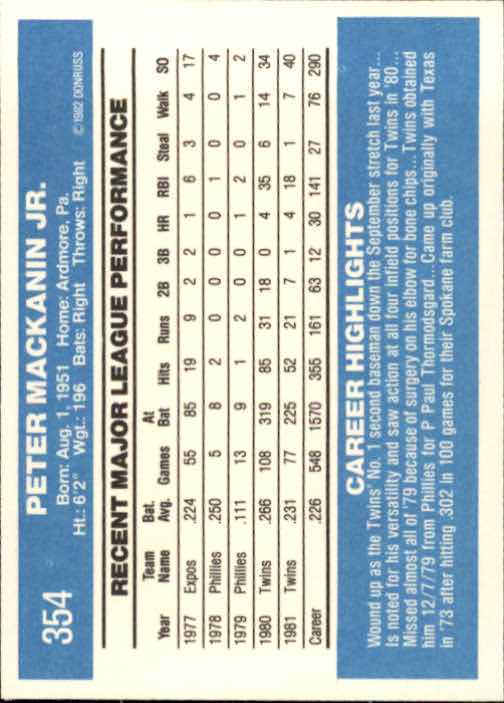 354
PETER MACKANIN JR.
Born: Aug. 1, 1951 Home: Ardmore, Pa.
Ht.: 6'2" Wgt.: 196 Bats: Right Throws: Right
©1982 DONRUSS
RECENT MAJOR LEAGUE PERFORMANCE
Team Bat. At
Year Name Avg. Games Bat Hits Runs 2B 3B HR RBI Steal Walk SO
1977 Expos .224 55 85 19 9 2 2 1 6 3 4 17
1978 Phillies .250 5 8 2 0 0 0 0 1 0 0 4
1979 Phillies .111 13 9 1 2 0 0 1 2 0 1 2
1980 Twins .266 108 319 85 31 18 0 4 35 6 14 34
1981 Twins .231 77 225 52 21 7 1 4 18 1 7 40
Career .226 548 1570 355 161 63 12 30 141 27 76 290
CAREER HIGHLIGHTS
Wound up as the Twins' No. 1 second baseman down the September stretch last year...
Is noted for his versatility and saw action at all four infield positions for Twins in '80...
Missed almost all of '79 because of surgery on his elbow for bone chips...Twins obtained
him 12/7/79 from Phillies for P Paul Thormodsgard...Came up originally with Texas
in '73 after hitting .302 in 100 games for their Spokane farm club.